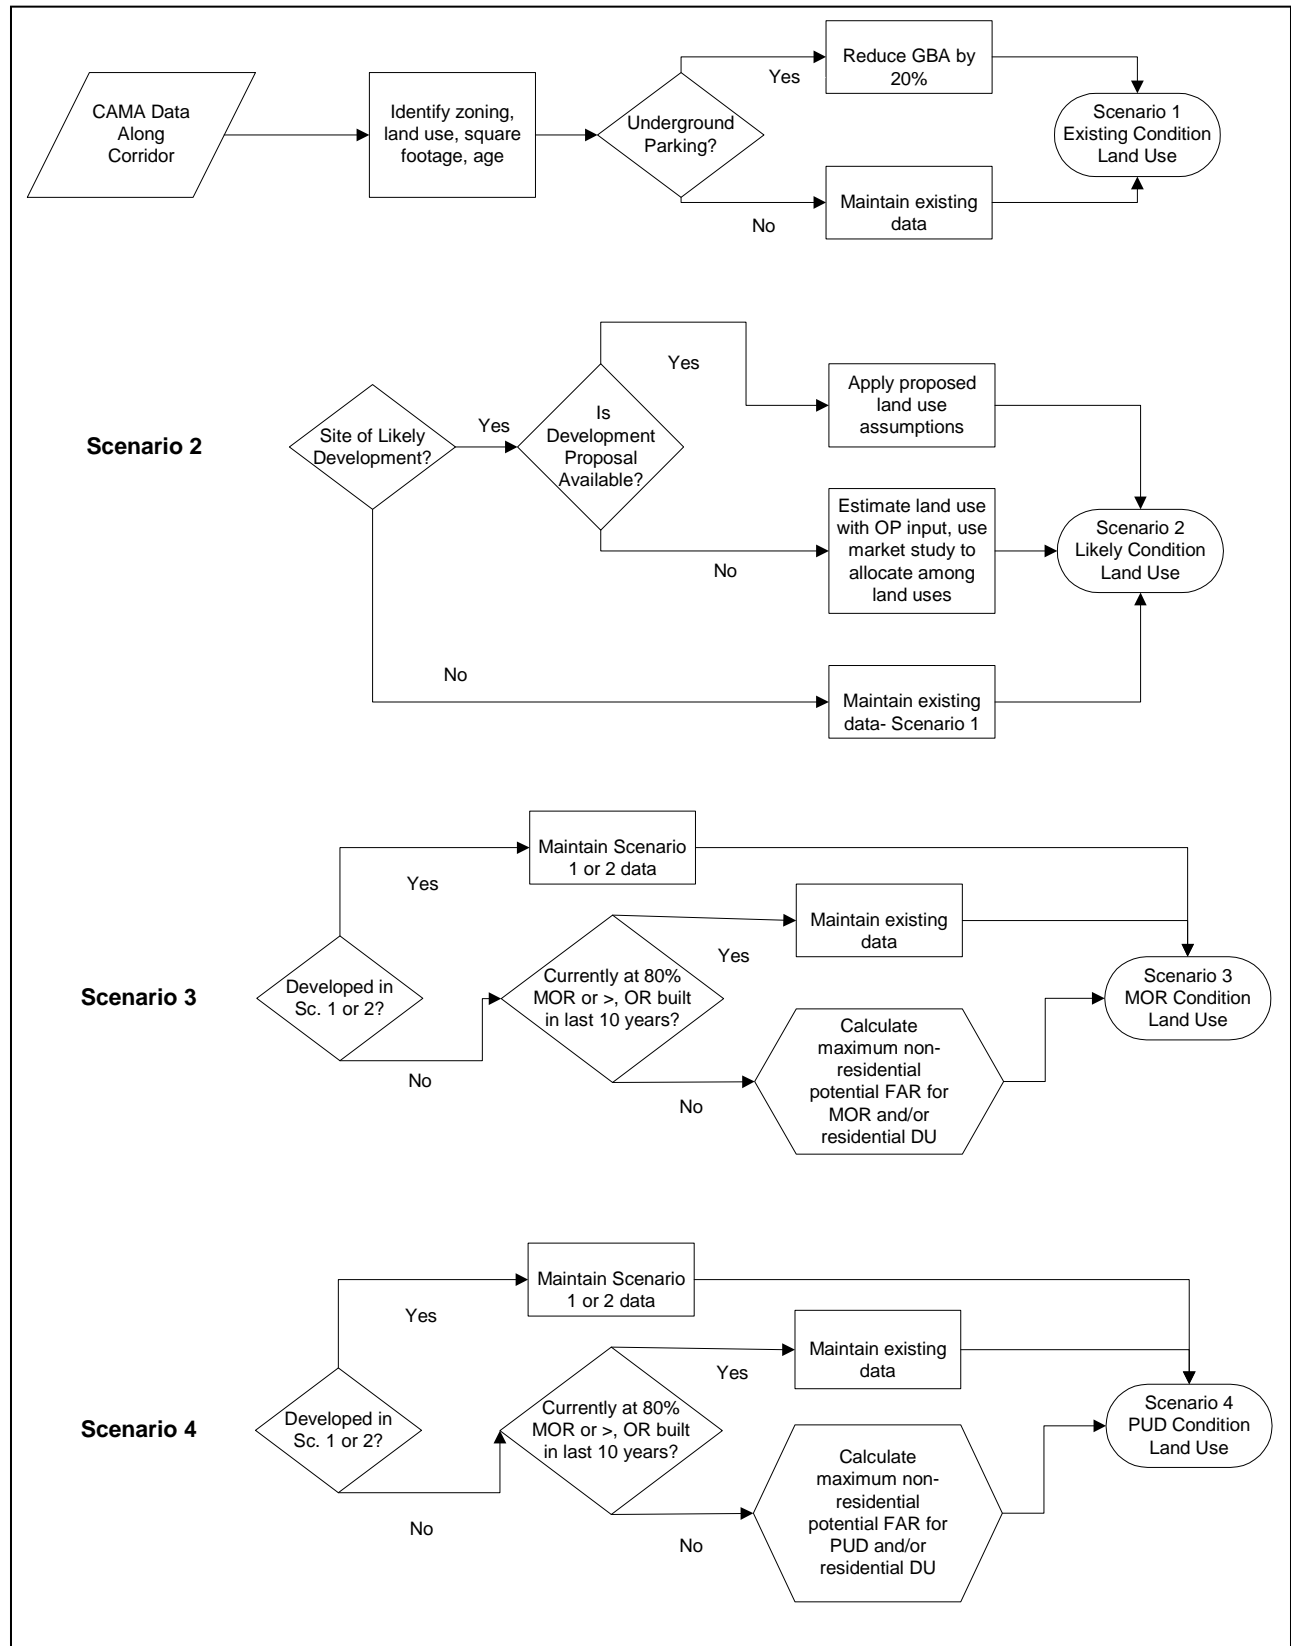 CAMA Data
Along
Corridor
Identify zoning,
land use, square
footage, age
Underground
Parking?
Yes
Reduce GBA by
20%
No
Maintain existing
data
Scenario 1
Existing Condition
Land Use
Scenario 2
Site of Likely
Development?
Yes
Is
Development
Proposal
Available?
Yes
Apply proposed
land use
assumptions
No
Estimate land use
with OP input, use
market study to
allocate among
land uses
No
Maintain existing
data- Scenario 1
Scenario 2
Likely Condition
Land Use
Scenario 3
Developed in
Sc. 1 or 2?
Yes
Maintain Scenario
1 or 2 data
No
Currently at 80%
MOR or >, OR built
in last 10 years?
Yes
Maintain existing
data
No
Calculate
maximum non-
residential
potential FAR for
MOR and/or
residential DU
Scenario 3
MOR Condition
Land Use
Scenario 4
Developed in
Sc. 1 or 2?
Yes
Maintain Scenario
1 or 2 data
No
Currently at 80%
MOR or >, OR built
in last 10 years?
Yes
Maintain existing
data
No
Calculate
maximum non-
residential
potential FAR for
PUD and/or
residential DU
Scenario 4
PUD Condition
Land Use